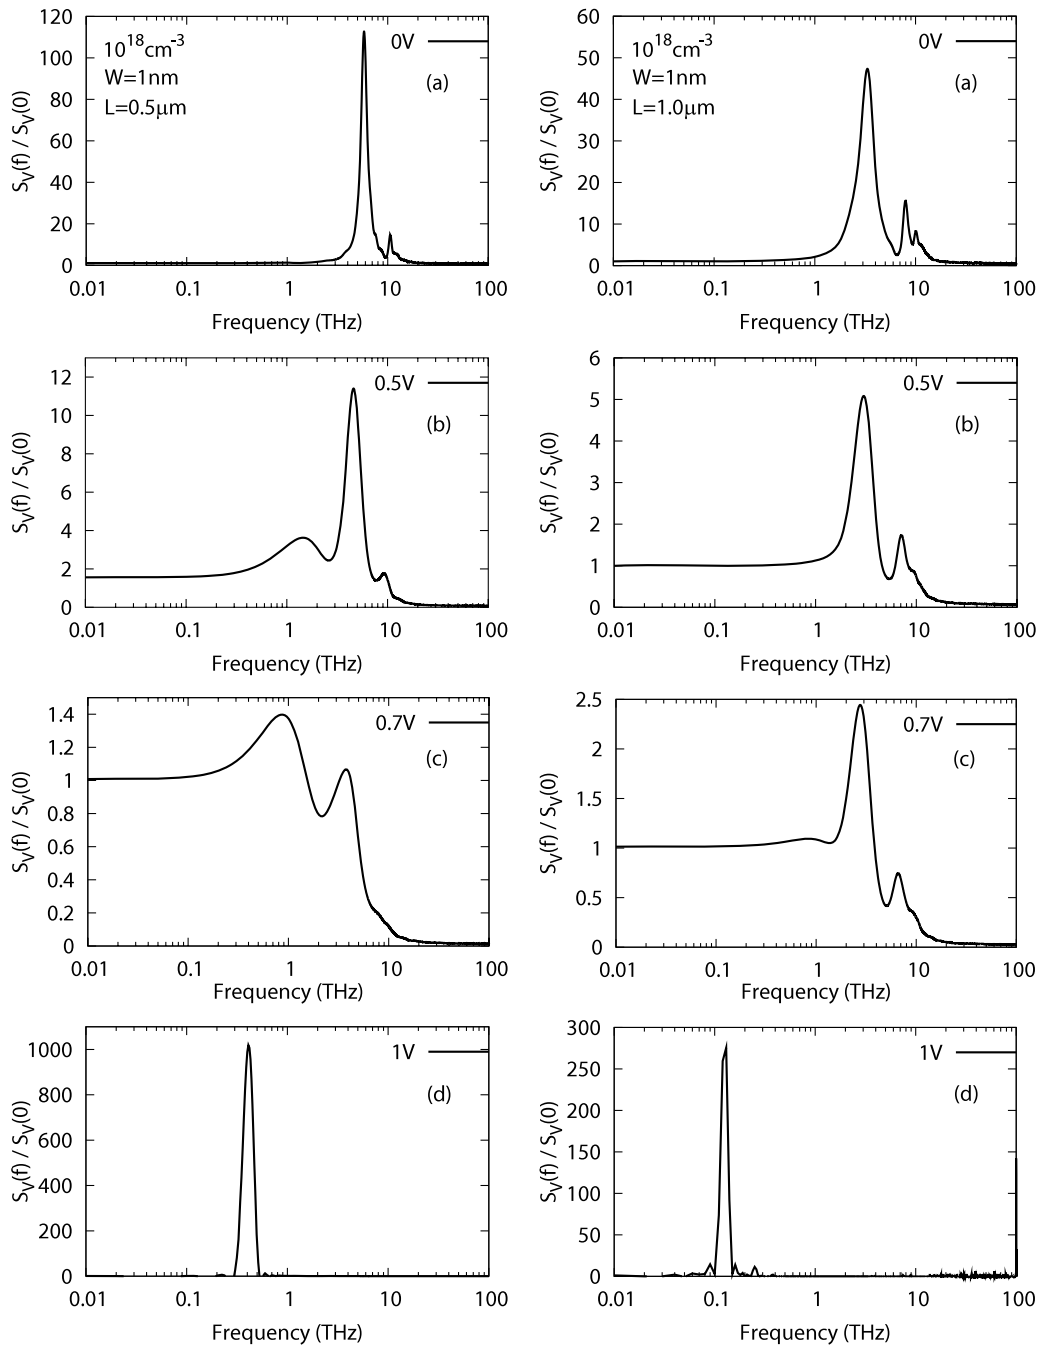 120
100
80
60
40
20
0
10^18cm^-3
W=1nm
L=0.5μm
0V
(a)
S_V(f) / S_V(0)
0.01 0.1 1 10 100
Frequency (THz)
60
50
40
30
20
10
0
10^18cm^-3
W=1nm
L=1.0μm
0V
(a)
S_V(f) / S_V(0)
0.01 0.1 1 10 100
Frequency (THz)
12
10
8
6
4
2
0
0.5V
(b)
S_V(f) / S_V(0)
0.01 0.1 1 10 100
Frequency (THz)
6
5
4
3
2
1
0
0.5V
(b)
S_V(f) / S_V(0)
0.01 0.1 1 10 100
Frequency (THz)
1.4
1.2
1
0.8
0.6
0.4
0.2
0
0.7V
(c)
S_V(f) / S_V(0)
0.01 0.1 1 10 100
Frequency (THz)
2.5
2
1.5
1
0.5
0
0.7V
(c)
S_V(f) / S_V(0)
0.01 0.1 1 10 100
Frequency (THz)
1000
800
600
400
200
0
1V
(d)
S_V(f) / S_V(0)
0.01 0.1 1 10 100
Frequency (THz)
300
250
200
150
100
50
0
1V
(d)
S_V(f) / S_V(0)
0.01 0.1 1 10 100
Frequency (THz)